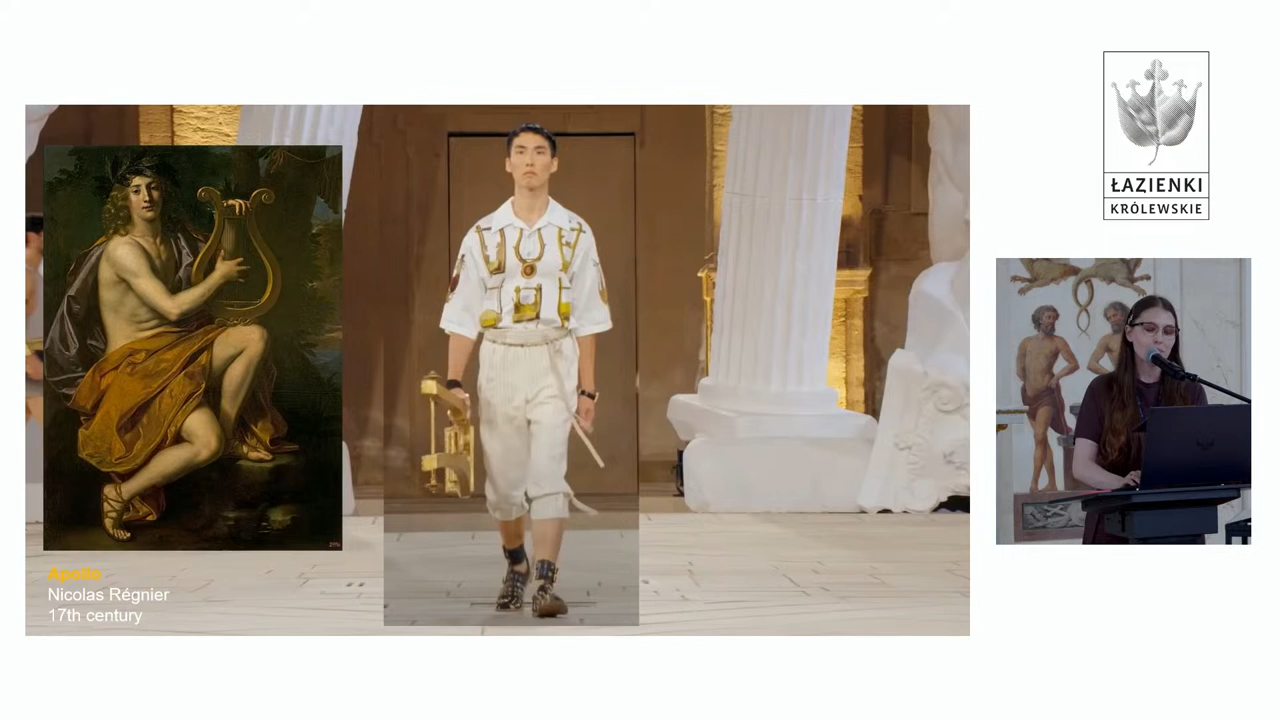 Apollo
Nicolas Régnier
17th century
ŁAZIENKI
KRÓLEWSKIE